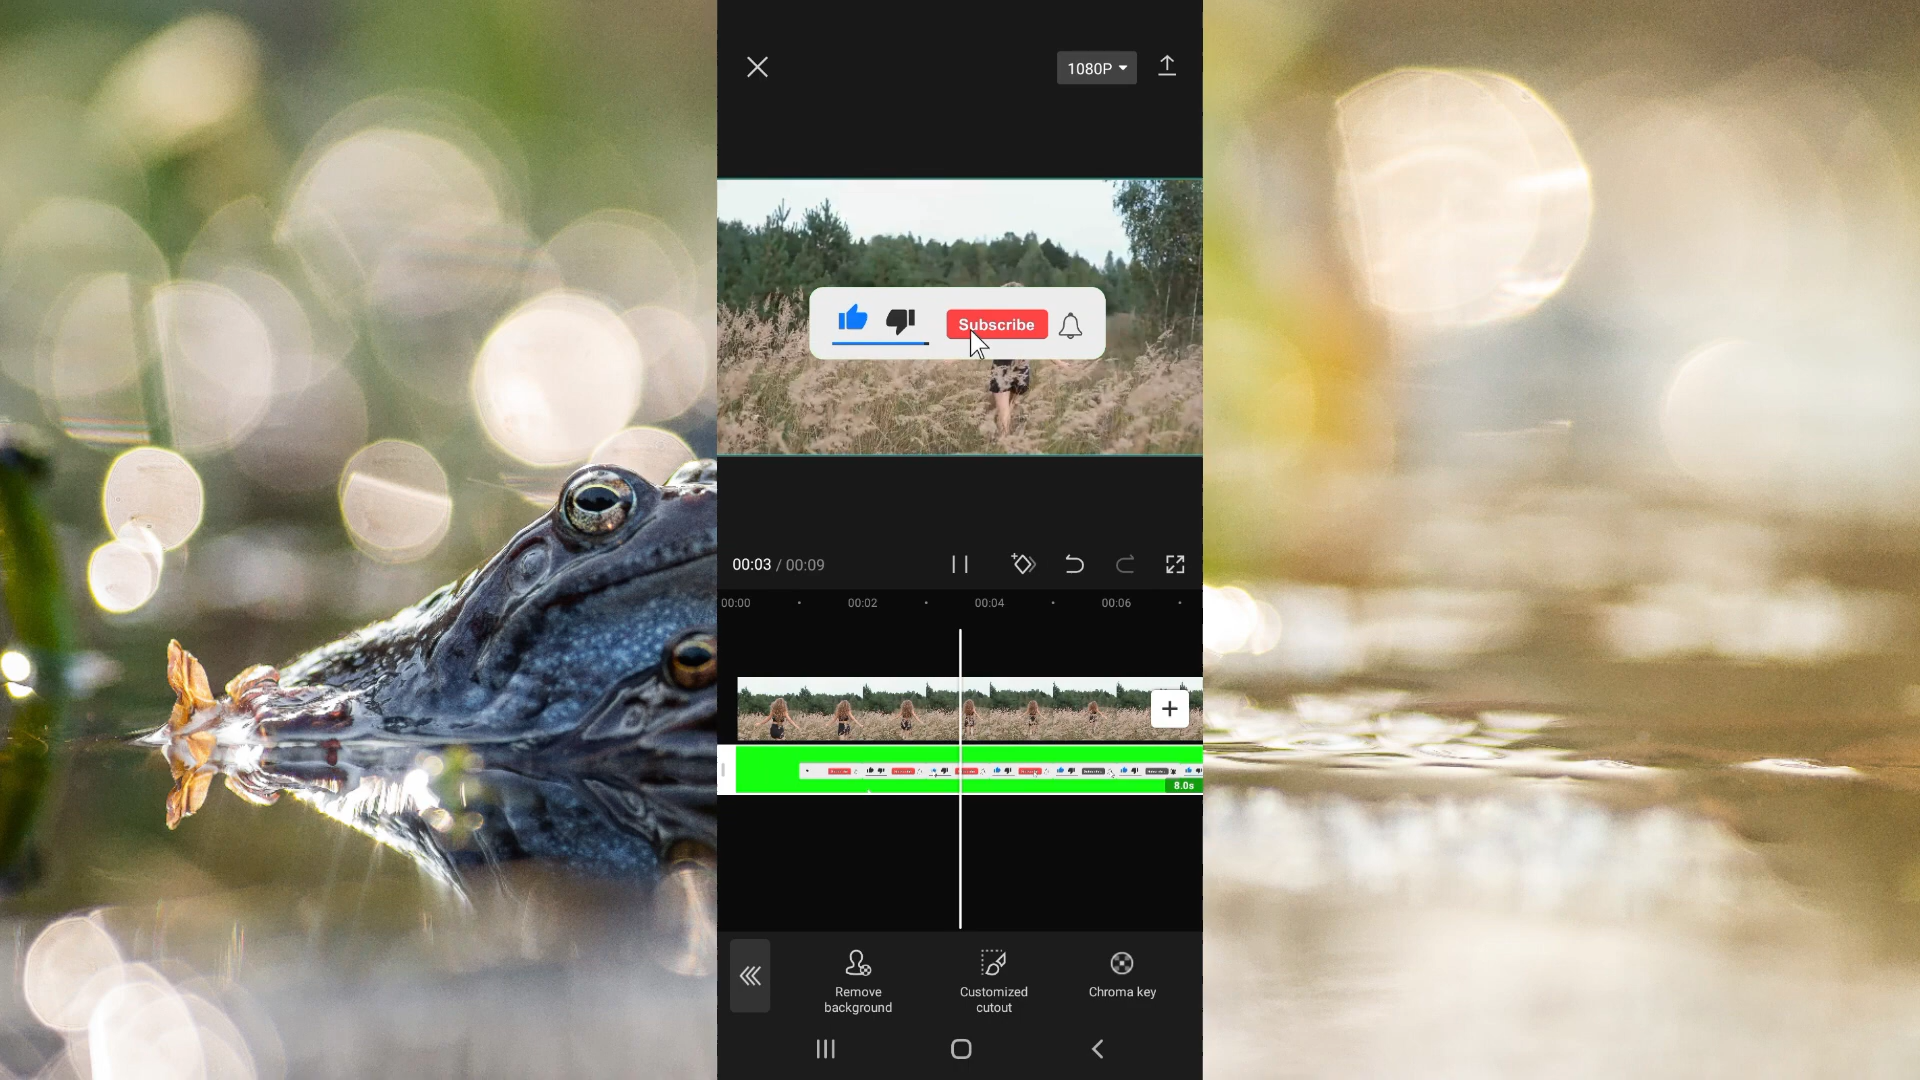 1080P
Subscribe
00:03 / 00:09
00:00 00:02 00:04 00:06
8.0s
Remove
background
Customized
cutout
Chroma key